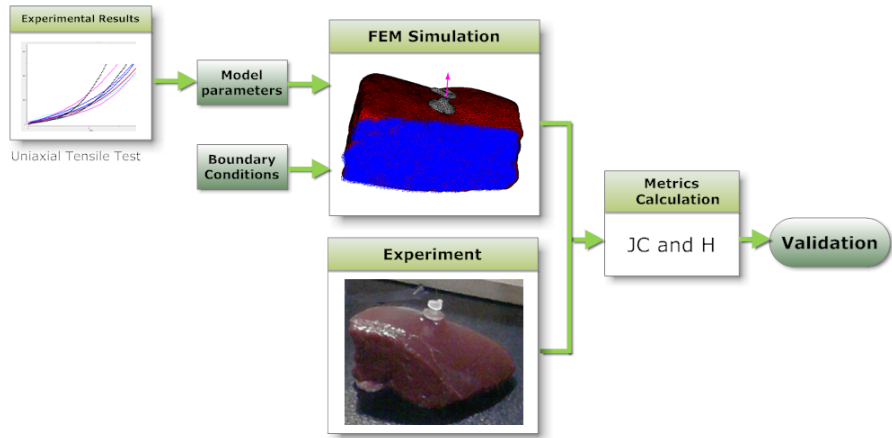 Experimental Results
Uniaxial Tensile Test
Model
parameters
Boundary
Conditions
FEM Simulation
Experiment
Metrics
Calculation
JC and H
Validation